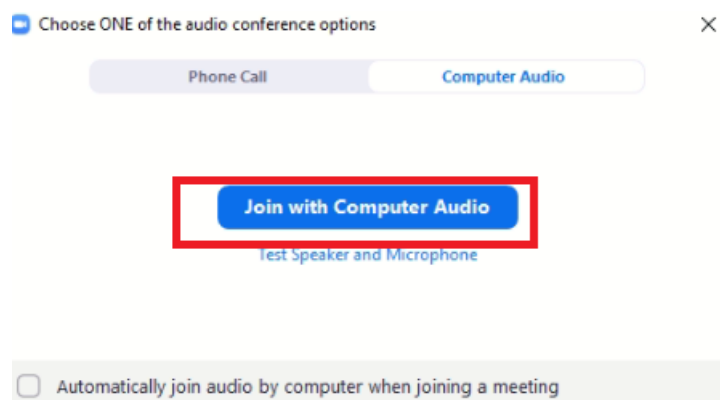 Choose ONE of the audio conference options
Phone Call
Computer Audio
Join with Computer Audio
Test Speaker and Microphone
Automatically join audio by computer when joining a meeting